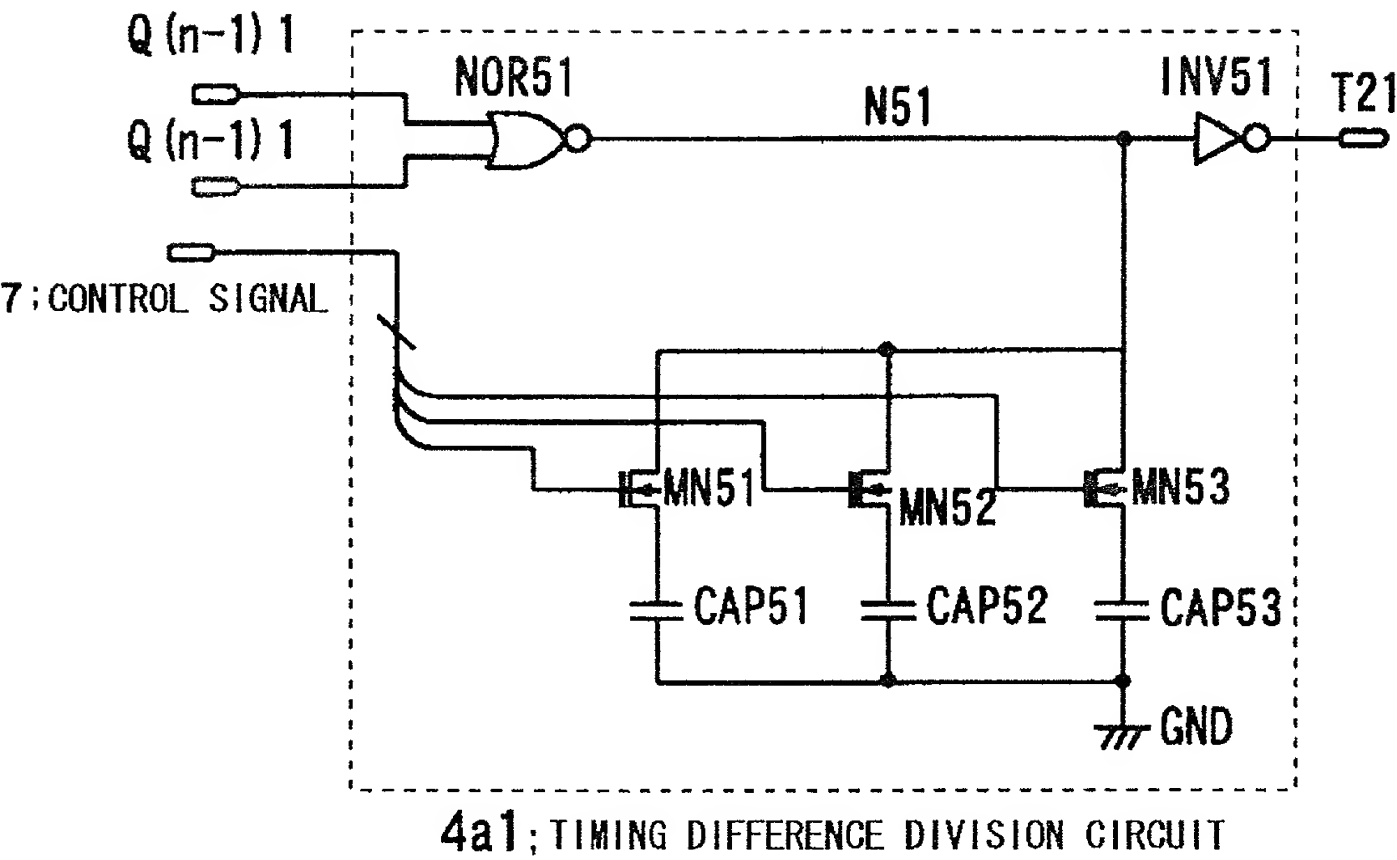 Q(n-1)1
NOR51
N51
INV51
T21
Q(n-1)1
7;CONTROL SIGNAL
MN51
MN52
MN53
CAP51
CAP52
CAP53
GND
4a1;TIMING DIFFERENCE DIVISION CIRCUIT